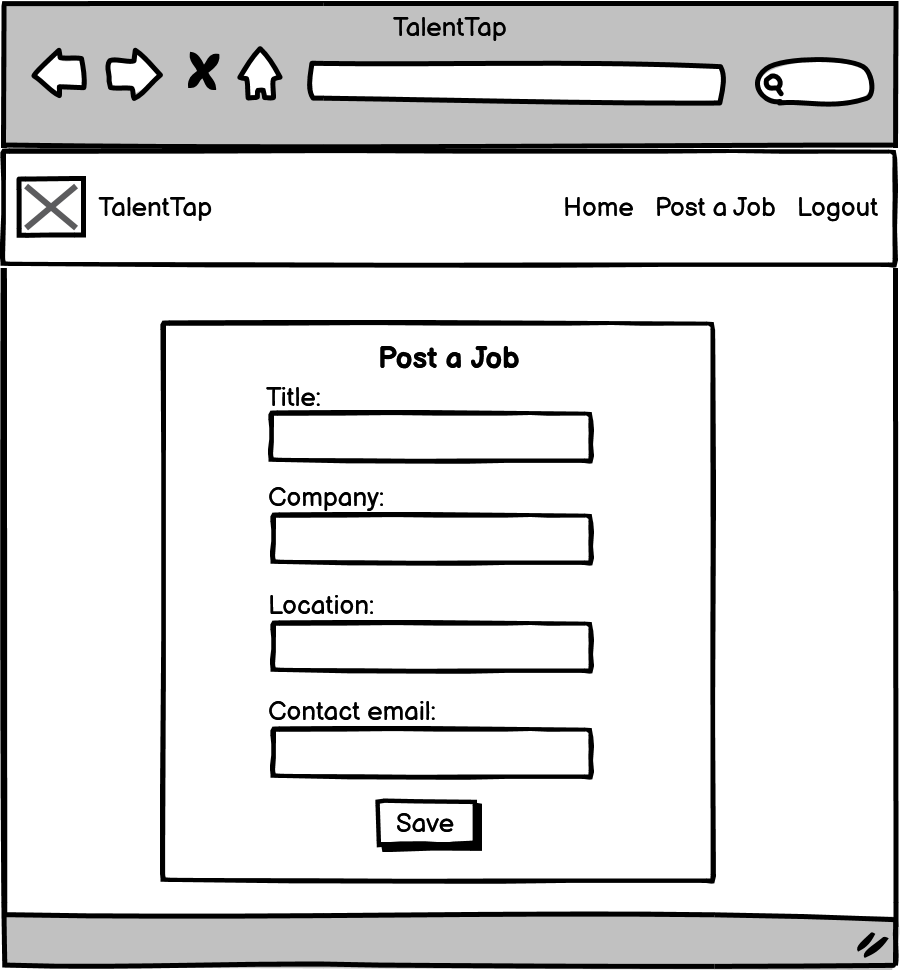 TalentTap
TalentTap Home Post a Job Logout
Post a Job
Title:
Company:
Location:
Contact email:
Save